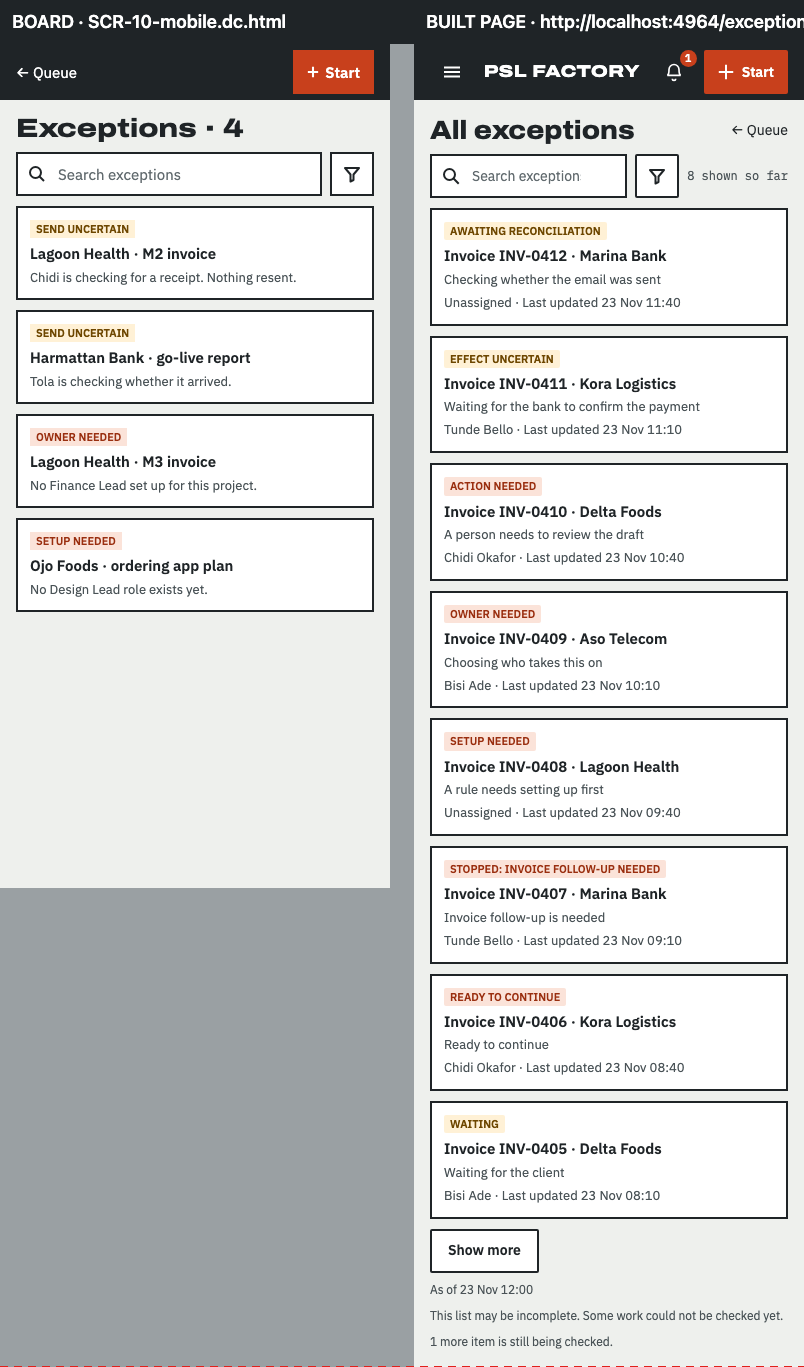 BOARD · SCR-10-mobile.dc.html
← Queue
+ Start
Exceptions · 4
Search exceptions
SEND UNCERTAIN
Lagoon Health · M2 invoice
Chidi is checking for a receipt. Nothing resent.
SEND UNCERTAIN
Harmattan Bank · go-live report
Tola is checking whether it arrived.
OWNER NEEDED
Lagoon Health · M3 invoice
No Finance Lead set up for this project.
SETUP NEEDED
Ojo Foods · ordering app plan
No Design Lead role exists yet.
BUILT PAGE · http://localhost:4964/exception
PSL FACTORY
1
+ Start
All exceptions
← Queue
Search exception
8 shown so far
AWAITING RECONCILIATION
Invoice INV-0412 · Marina Bank
Checking whether the email was sent
Unassigned · Last updated 23 Nov 11:40
EFFECT UNCERTAIN
Invoice INV-0411 · Kora Logistics
Waiting for the bank to confirm the payment
Tunde Bello · Last updated 23 Nov 11:10
ACTION NEEDED
Invoice INV-0410 · Delta Foods
A person needs to review the draft
Chidi Okafor · Last updated 23 Nov 10:40
OWNER NEEDED
Invoice INV-0409 · Aso Telecom
Choosing who takes this on
Bisi Ade · Last updated 23 Nov 10:10
SETUP NEEDED
Invoice INV-0408 · Lagoon Health
A rule needs setting up first
Unassigned · Last updated 23 Nov 09:40
STOPPED: INVOICE FOLLOW-UP NEEDED
Invoice INV-0407 · Marina Bank
Invoice follow-up is needed
Tunde Bello · Last updated 23 Nov 09:10
READY TO CONTINUE
Invoice INV-0406 · Kora Logistics
Ready to continue
Chidi Okafor · Last updated 23 Nov 08:40
WAITING
Invoice INV-0405 · Delta Foods
Waiting for the client
Bisi Ade · Last updated 23 Nov 08:10
Show more
As of 23 Nov 12:00
This list may be incomplete. Some work could not be checked yet.
1 more item is still being checked.